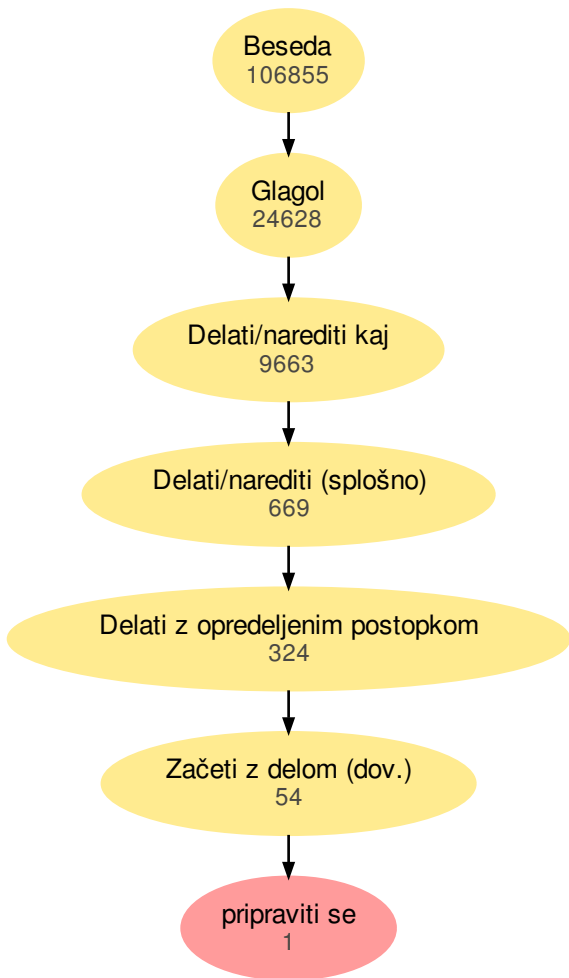 Beseda
106855
Glagol
24628
Delati/narediti kaj
9663
Delati/narediti (splošno)
669
Delati z opredeljenim postopkom
324
Začeti z delom (dov.)
54
pripraviti se
1